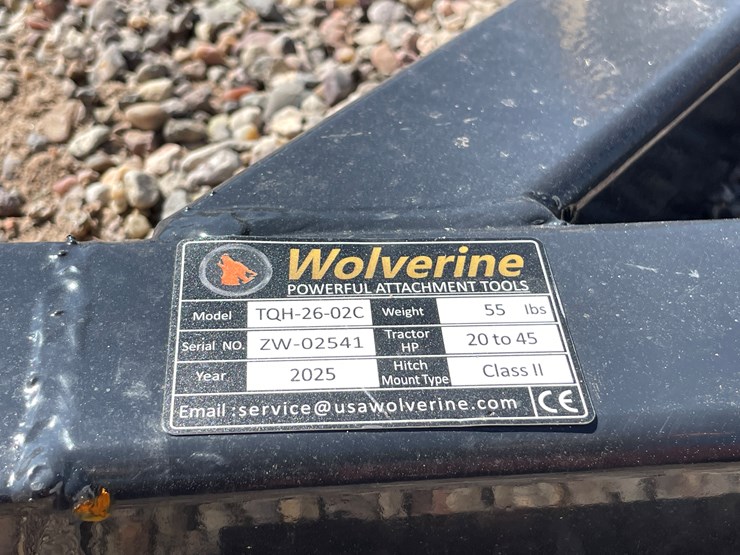 Wolverine
POWERFUL ATTACHMENT TOOLS
Model TQH-26-02C Weight 55 lbs
Serial NO. ZW-02541 Tractor HP 20 to 45
Year 2025 Hitch Mount Type Class II
Email : service@usawolverine.com CE